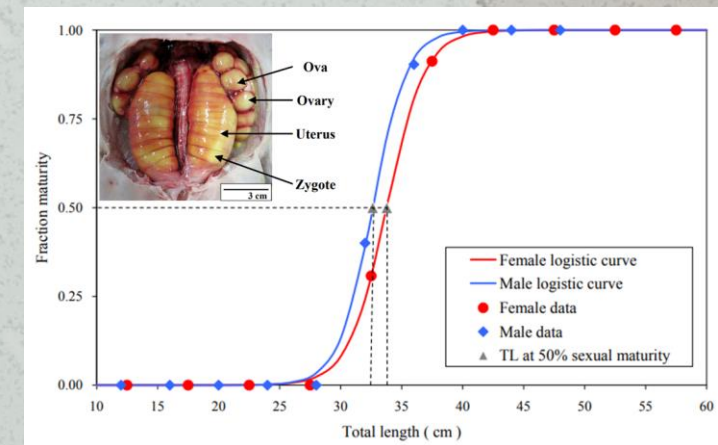 1.00
0.75
0.50
0.25
0.00
Fraction maturity
Ova
Ovary
Uterus
Zygote
3 cm
Female logistic curve
Male logistic curve
Female data
Male data
TL at 50% sexual maturity
10 15 20 25 30 35 40 45 50 55 60
Total length ( cm )